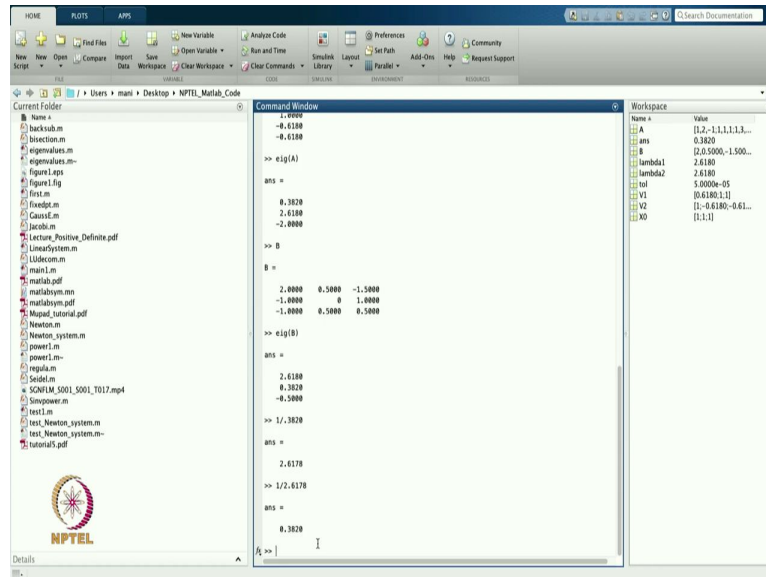 HOME PLOTS APPS
Search Documentation
New Script
New
Open
Find Files
Compare
Import Data
Save Workspace
New Variable
Open Variable
Clear Workspace
Analyze Code
Run and Time
Clear Commands
Simulink Library
Layout
Preferences
Set Path
Parallel
Add-Ons
Help
Community
Request Support
FILE VARIABLE CODE SIMULINK ENVIRONMENT RESOURCES
/ ▸ Users ▸ mani ▸ Desktop ▸ NPTEL_Matlab_Code
Current Folder
Name
backsub.m
bisection.m
eigenvalues.m
eigenvalues.m~
figure1.eps
figure1.fig
first.m
fixedpt.m
GaussE.m
Jacobi.m
Lecture_Positive_Definite.pdf
LinearSystem.m
LUdecom.m
main1.m
matlab.pdf
matlabsym.mn
matlabsym.pdf
Mupad_tutorial.pdf
Newton.m
Newton_system.m
power1.m
power1.m~
regula.m
Seidel.m
SGNFLM_S001_S001_T017.mp4
Sinvpower.m
test1.m
test_Newton_system.m
test_Newton_system.m~
tutorial5.pdf
NPTEL
Details
Command Window
1.0000
-0.6180
-0.6180
>> eig(A)
ans =
0.3820
2.6180
-2.0000
>> B
B =
2.0000 0.5000 -1.5000
-1.0000 0 1.0000
-1.0000 0.5000 0.5000
>> eig(B)
ans =
2.6180
0.3820
-0.5000
>> 1/.3820
ans =
2.6178
>> 1/2.6178
ans =
0.3820
fx >>
Workspace
Name Value
A [1,2,-1;1,1,1;3,...
ans 0.3820
B [2,0.5000,-1.500...
lambda1 2.6180
lambda2 2.6180
tol 5.0000e-05
V1 [0.6180;1;1]
V2 [1;-0.6180;-0.61...
X0 [1;1;1]